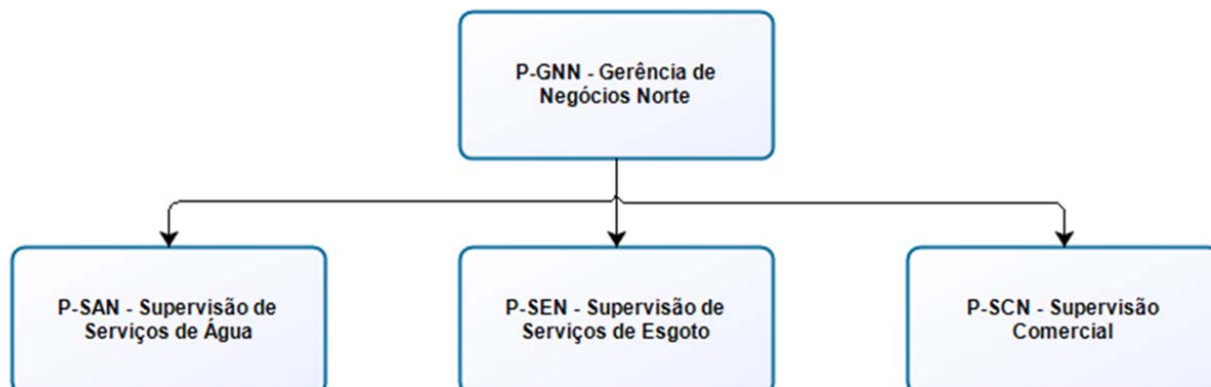 P-GNN - Gerência de
Negócios Norte
P-SAN - Supervisão de
Serviços de Água
P-SEN - Supervisão de
Serviços de Esgoto
P-SCN - Supervisão
Comercial